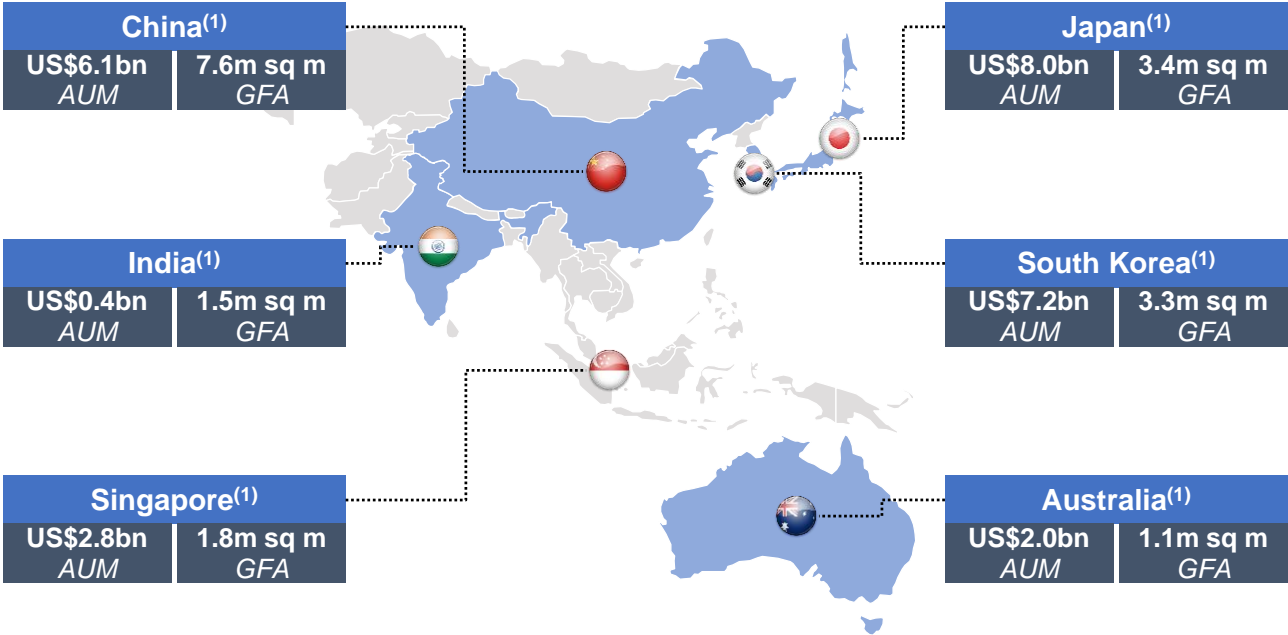 China(1)
US$6.1bn 7.6m sq m
AUM GFA
Japan(1)
US$8.0bn 3.4m sq m
AUM GFA
India(1)
US$0.4bn 1.5m sq m
AUM GFA
South Korea(1)
US$7.2bn 3.3m sq m
AUM GFA
Singapore(1)
US$2.8bn 1.8m sq m
AUM GFA
Australia(1)
US$2.0bn 1.1m sq m
AUM GFA